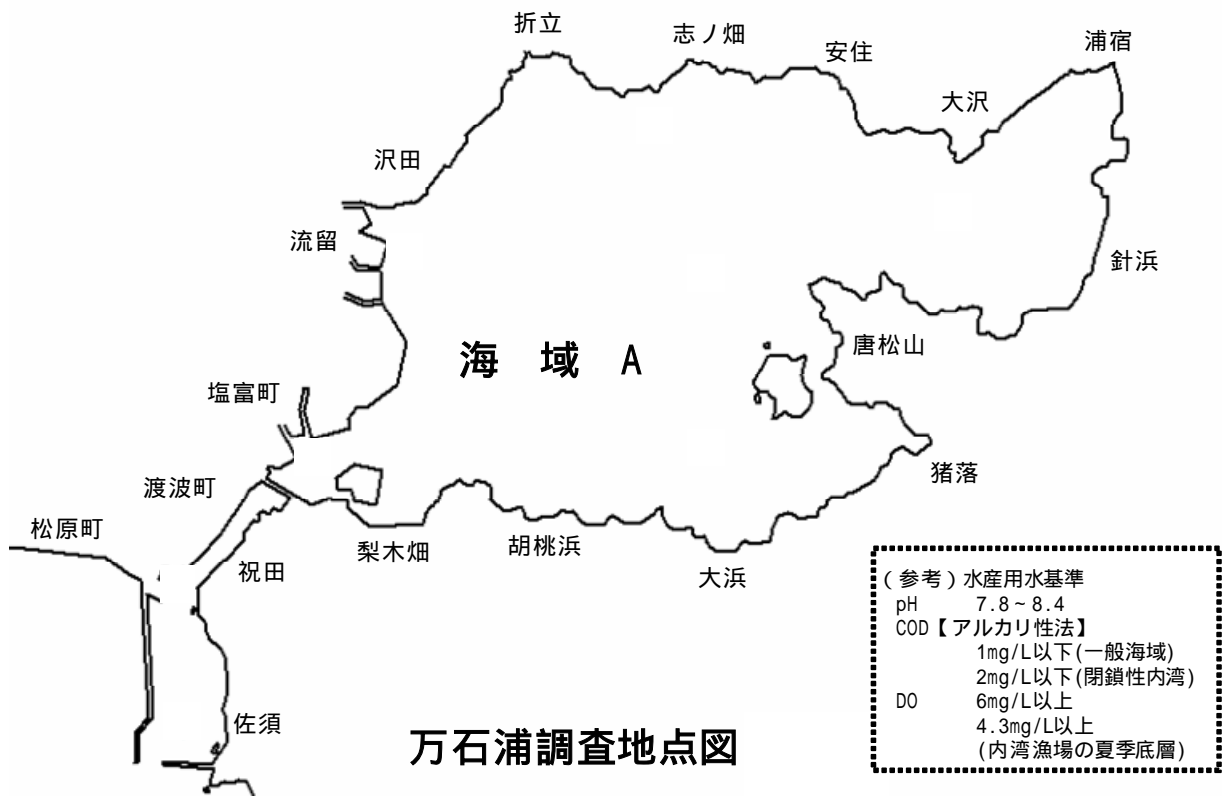 折立
志ノ畑
安住
浦宿
大沢
沢田
流留
針浜
海 域 A
唐松山
塩富町
猪落
渡波町
松原町
梨木畑
胡桃浜
大浜
祝田
佐須
万石浦調査地点図
(参考)水産用水基準
pH 7.8~8.4
COD【アルカリ性法】
1mg/L以下(一般海域)
2mg/L以下(閉鎖性内湾)
DO 6mg/L以上
4.3mg/L以上
(内湾漁場の夏季底層)